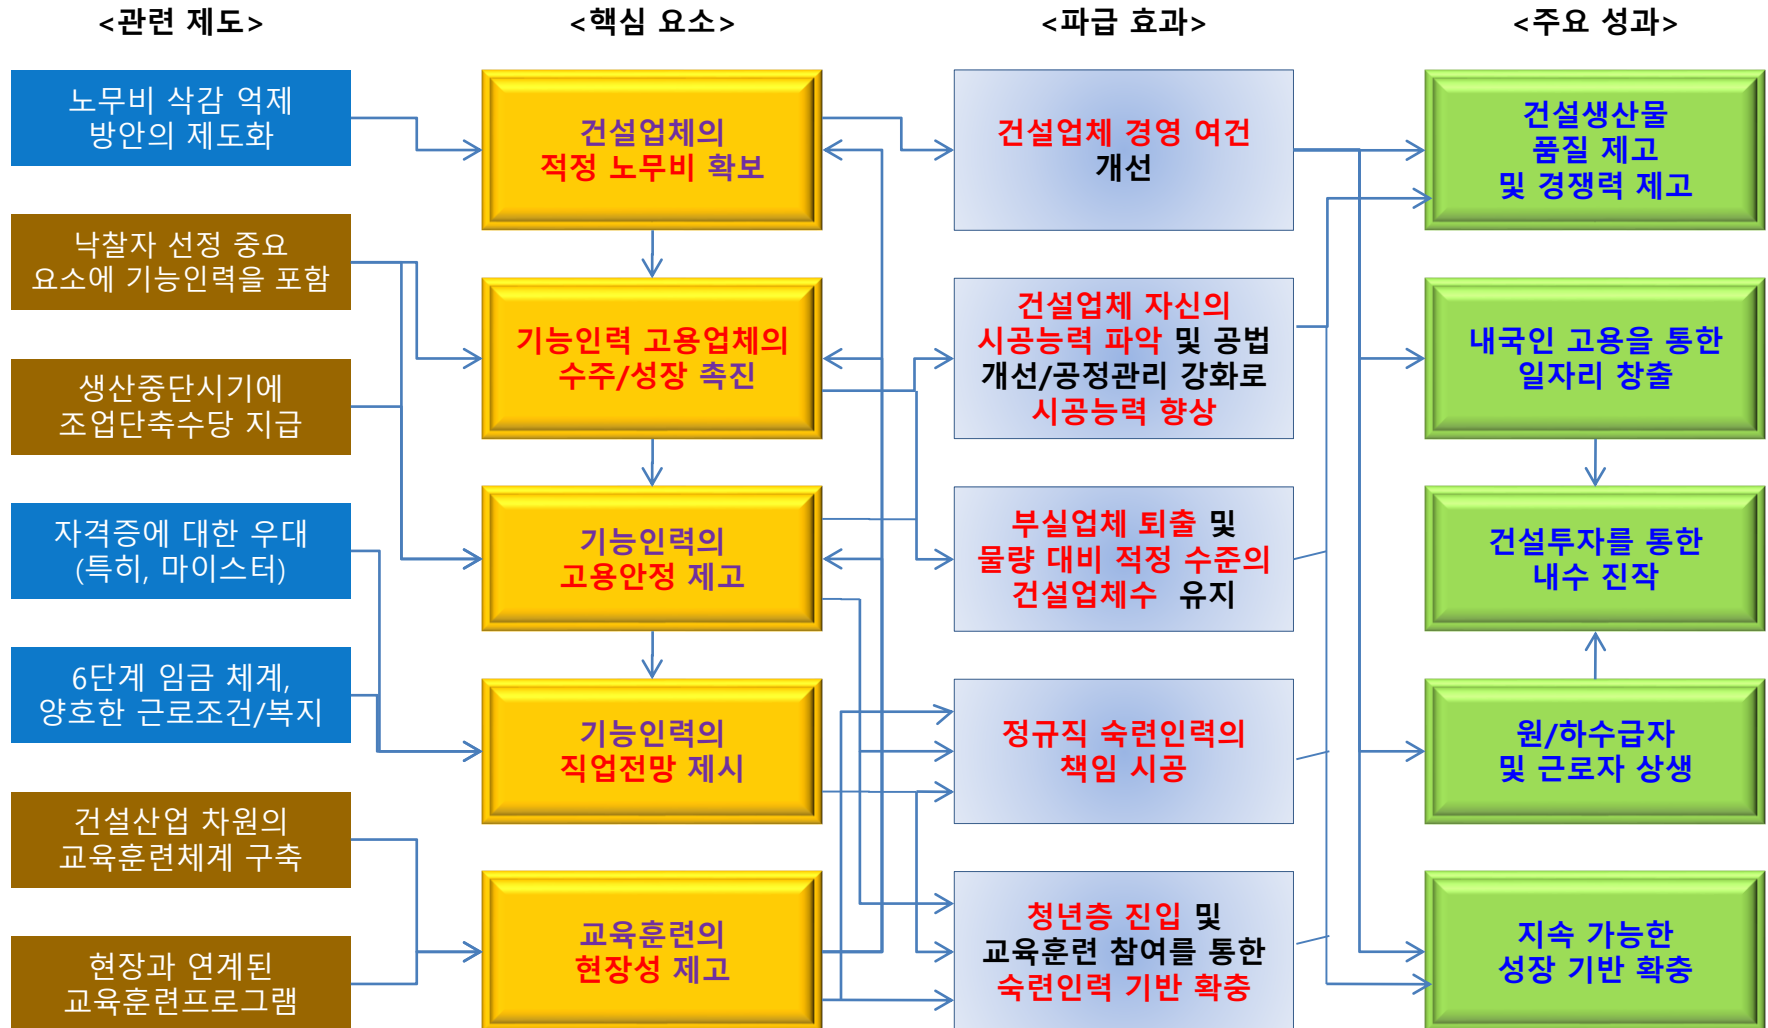 <관련 제도>
<핵심 요소>
<파급 효과>
<주요 성과>
노무비 삭감 억제
방안의 제도화
낙찰자 선정 중요
요소에 기능인력을 포함
생산중단시기에
조업단축수당 지급
자격증에 대한 우대
(특히, 마이스터)
6단계 임금 체계,
양호한 근로조건/복지
건설산업 차원의
교육훈련체계 구축
현장과 연계된
교육훈련프로그램
건설업체의
적정 노무비 확보
기능인력 고용업체의
수주/성장 촉진
기능인력의
고용안정 제고
기능인력의
직업전망 제시
교육훈련의
현장성 제고
건설업체 경영 여건
개선
건설업체 자신의
시공능력 파악 및 공법
개선/공정관리 강화로
시공능력 향상
부실업체 퇴출 및
물량 대비 적정 수준의
건설업체수 유지
정규직 숙련인력의
책임 시공
청년층 진입 및
교육훈련 참여를 통한
숙련인력 기반 확충
건설생산물
품질 제고
및 경쟁력 제고
내국인 고용을 통한
일자리 창출
건설투자를 통한
내수 진작
원/하수급자
및 근로자 상생
지속 가능한
성장 기반 확충